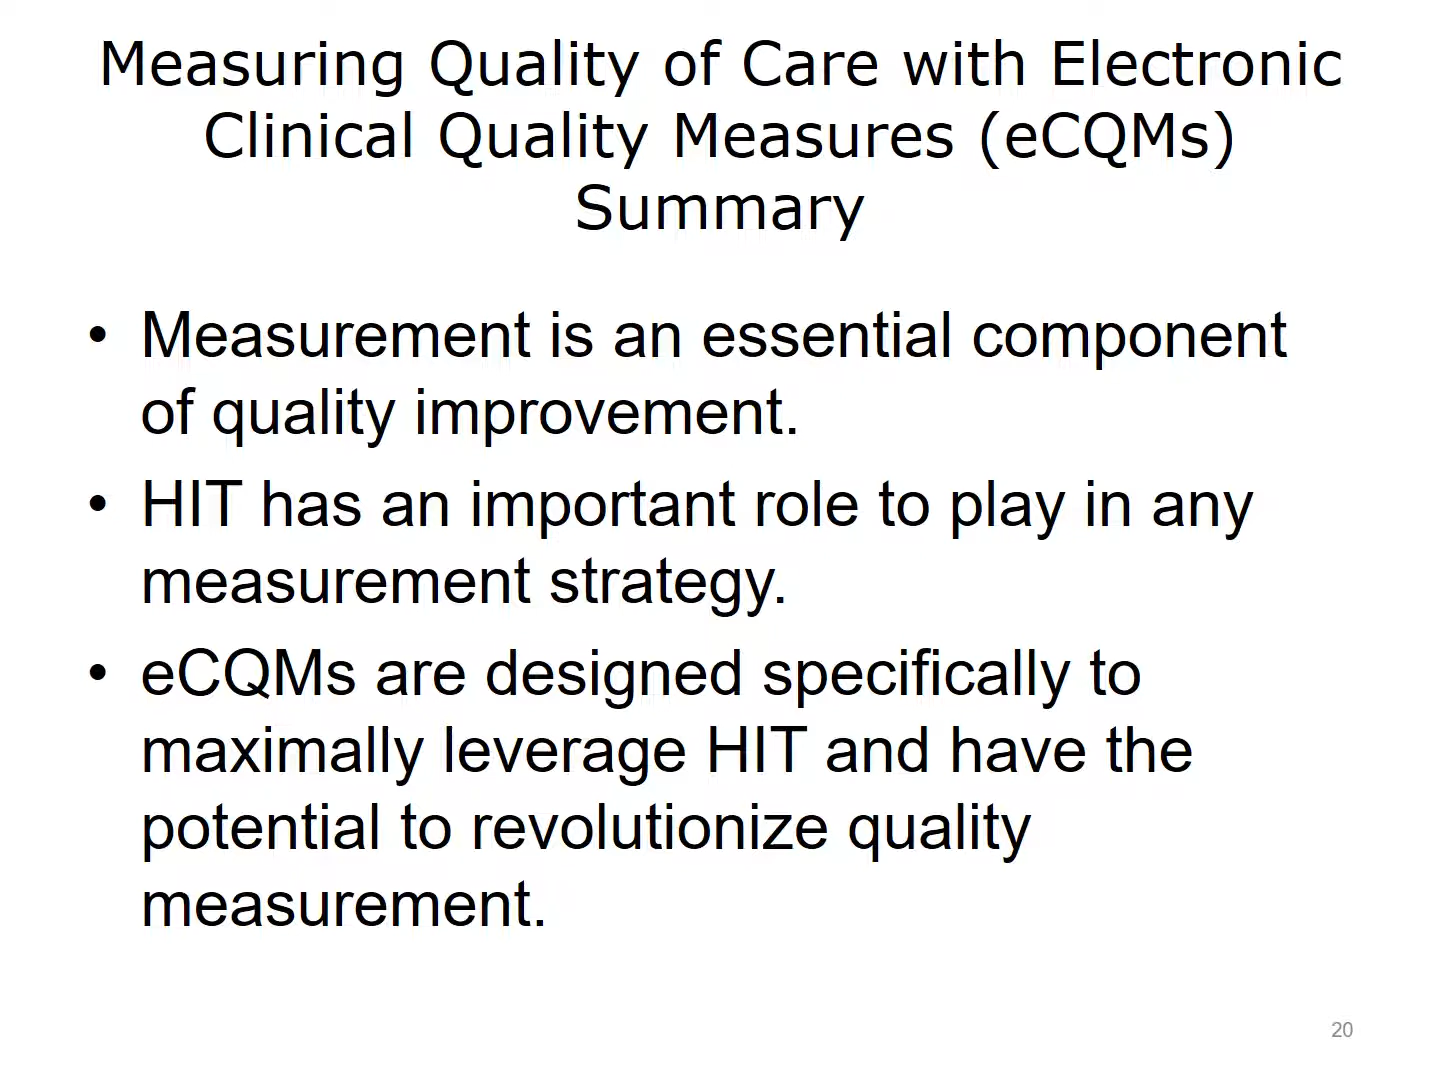 Measuring Quality of Care with Electronic
Clinical Quality Measures (eCQMs)
Summary
• Measurement is an essential component
of quality improvement.
• HIT has an important role to play in any
measurement strategy.
• eCQMs are designed specifically to
maximally leverage HIT and have the
potential to revolutionize quality
measurement.
20